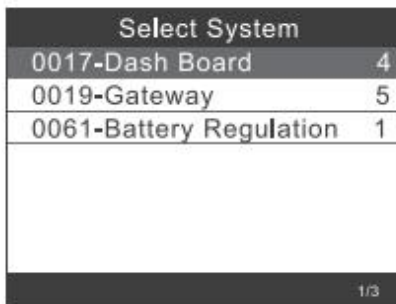 Select System
0017-Dash Board 4
0019-Gateway 5
0061-Battery Regulation 1
1/3